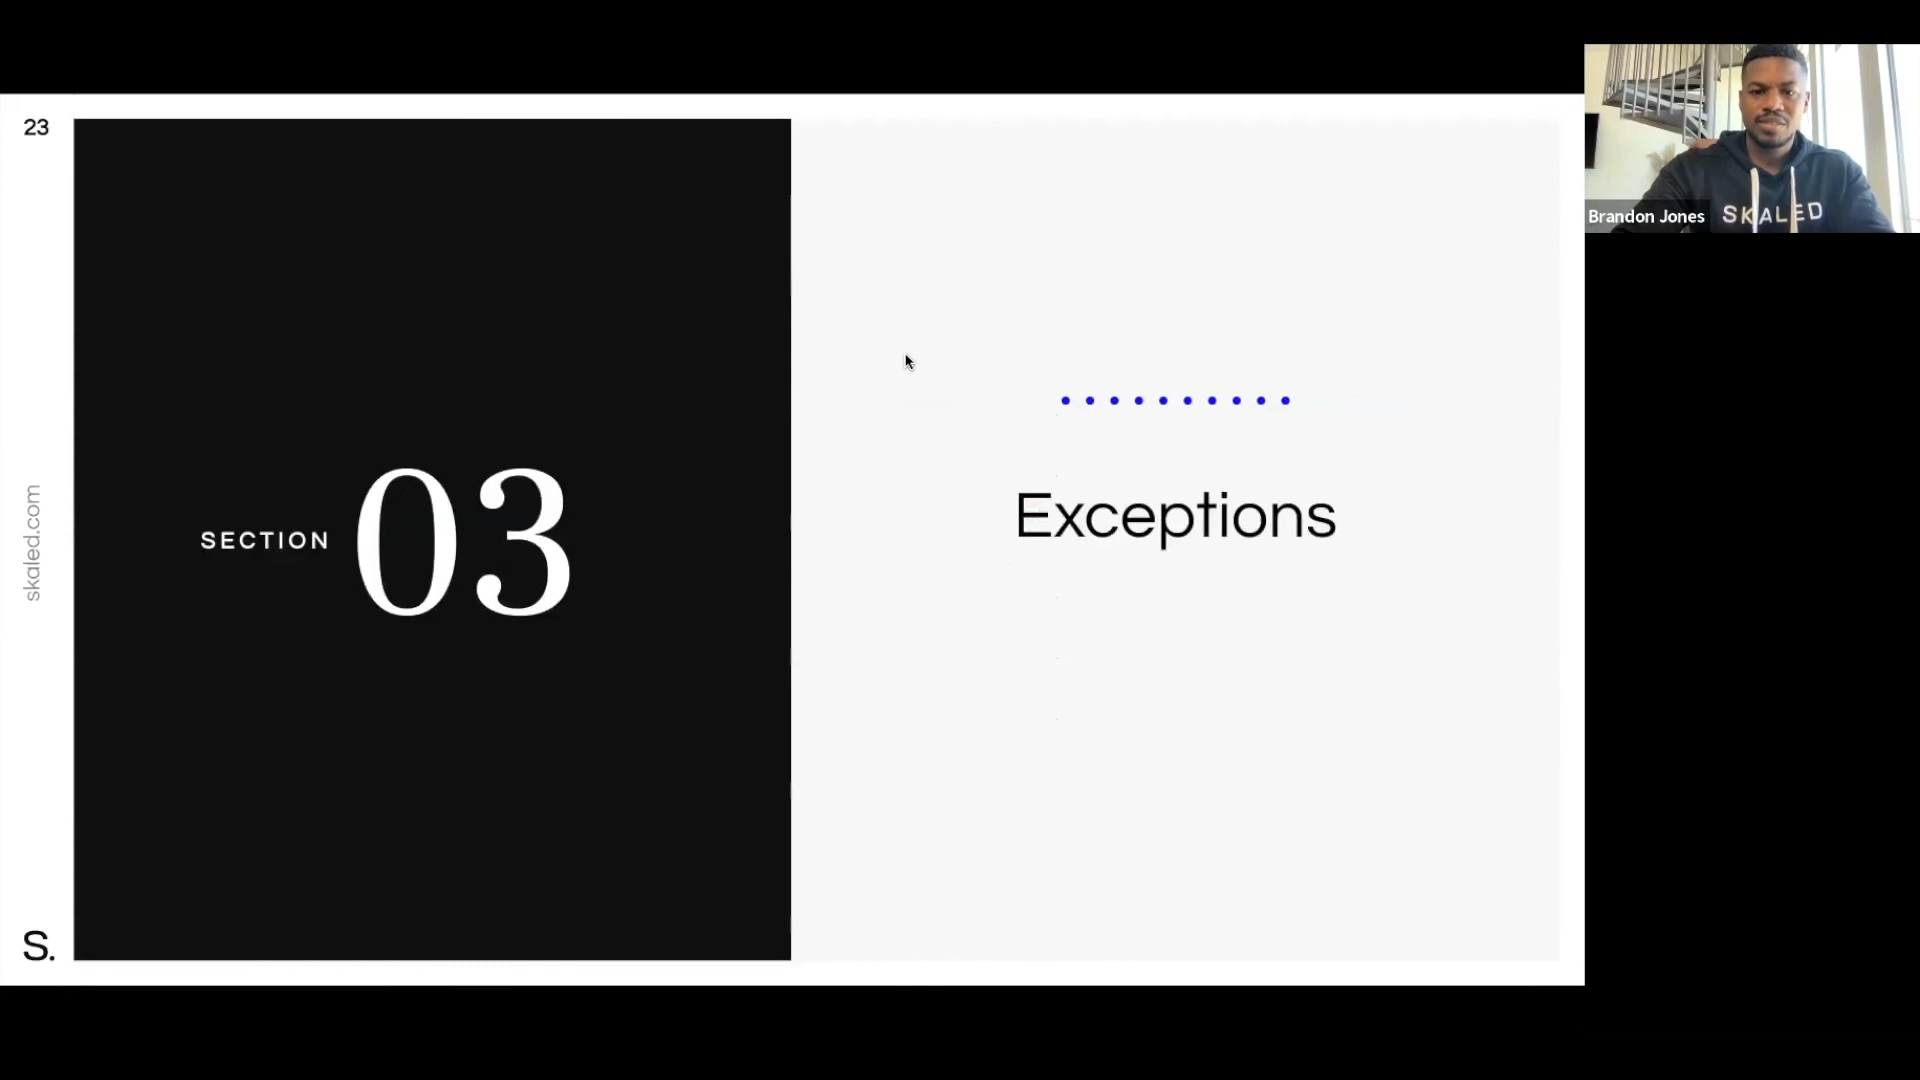 23
SECTION 03
Exceptions
skaled.com
S.
SKALED
Brandon Jones